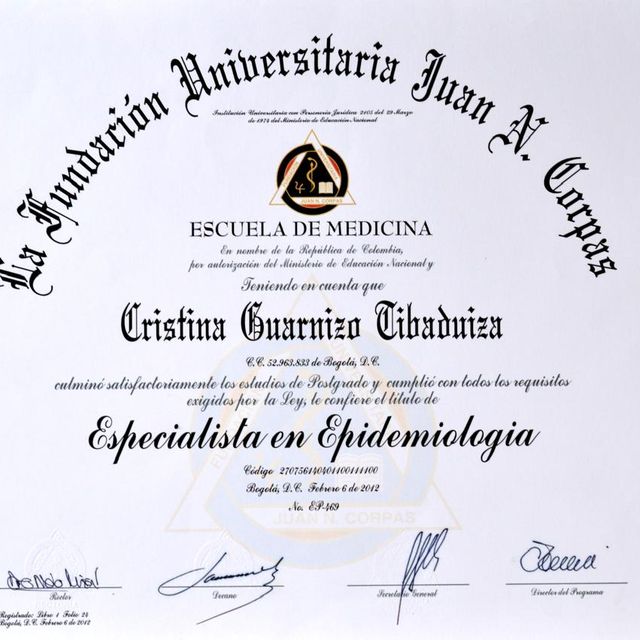 La Fundación Universitaria Juan N. Corpas
Institución Universitaria con Personería Jurídica 2105 del 29 Marzo
de 1974 del Ministerio de Educación Nacional
JUAN N. CORPAS
ESCUELA DE MEDICINA
En nombre de la República de Colombia,
por autorización del Ministerio de Educación Nacional y
Teniendo en cuenta que
Cristina Guarnizo Tibaduiza
C.C. 52.963.833 de Bogotá, D.C.
culminó satisfactoriamente los estudios de Postgrado y cumplió con todos los requisitos
exigidos por la Ley, le confiere el titulo de
Especialista en Epidemiologia
Código 270756140401100111100
Bogotá, D.C. Febrero 6 de 2012
No. EP-469
JUAN N. CORPAS
Rector
Decano
Secretario General
Director del Programa
Registrado: Libro 1 Folio 24
Bogotá, D.C. Febrero 6 de 2012